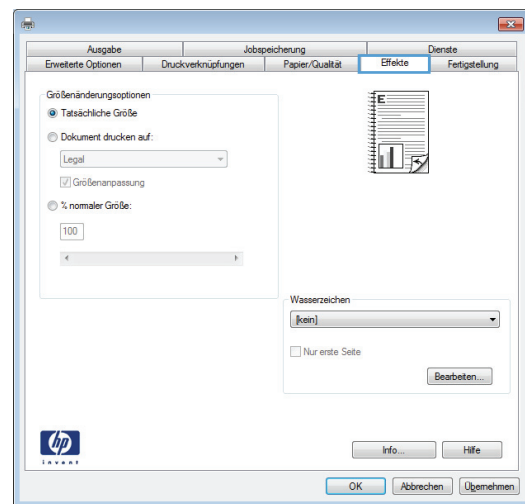 Ausgabe Jobspeicherung Dienste
Erweiterte Optionen Druckverknüpfungen Papier/Qualität Effekte Fertigstellung
Größenänderungsoptionen
Tatsächliche Größe
Dokument drucken auf:
Legal
Größenanpassung
% normaler Größe:
100
E
Wasserzeichen
[kein]
Nur erste Seite
Bearbeiten...
hp
invent
Info... Hilfe
OK Abbrechen Übernehmen